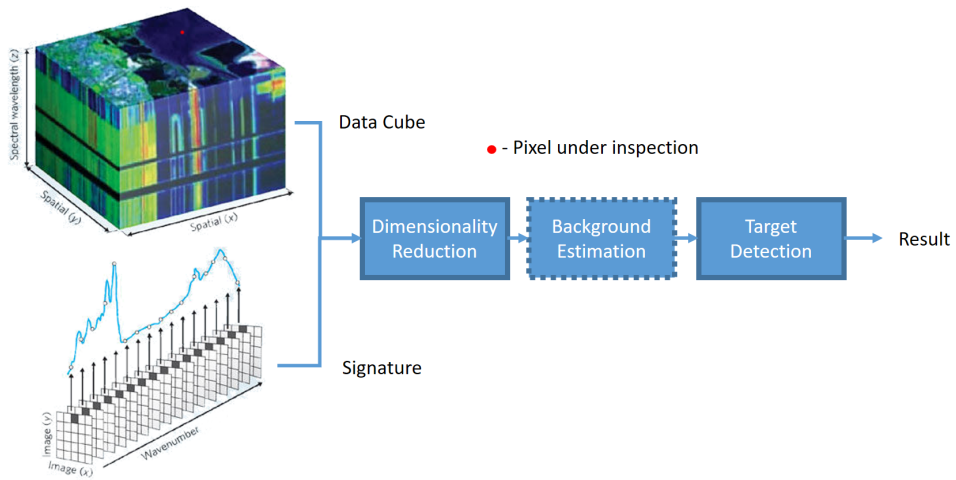 Spectral wavelength (z)
Spatial (y)
Spatial (x)
Data Cube
- Pixel under inspection
Dimensionality
Reduction
Background
Estimation
Target
Detection
Result
Signature
Image (y)
Image (x)
Wavenumber